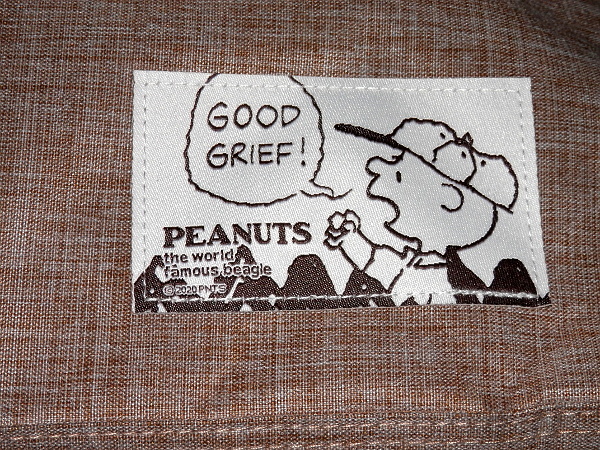 GOOD
GRIEF!
PEANUTS
the world
famous beagle
© 2020 PNTS